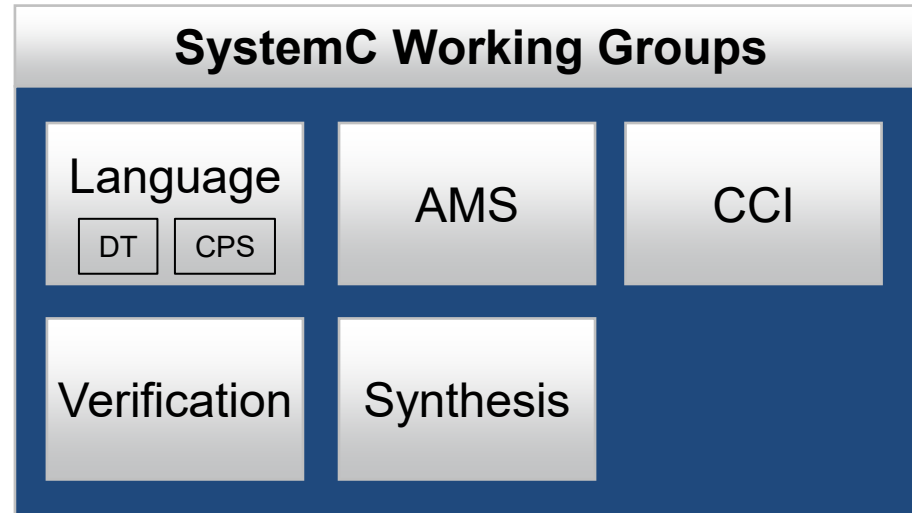 SystemC Working Groups
Language
DT CPS
AMS
CCI
Verification
Synthesis